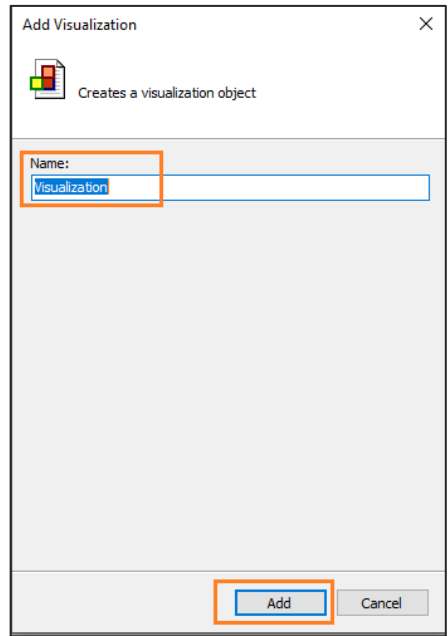 Add Visualization
Creates a visualization object
Name:
Visualization
Add Cancel